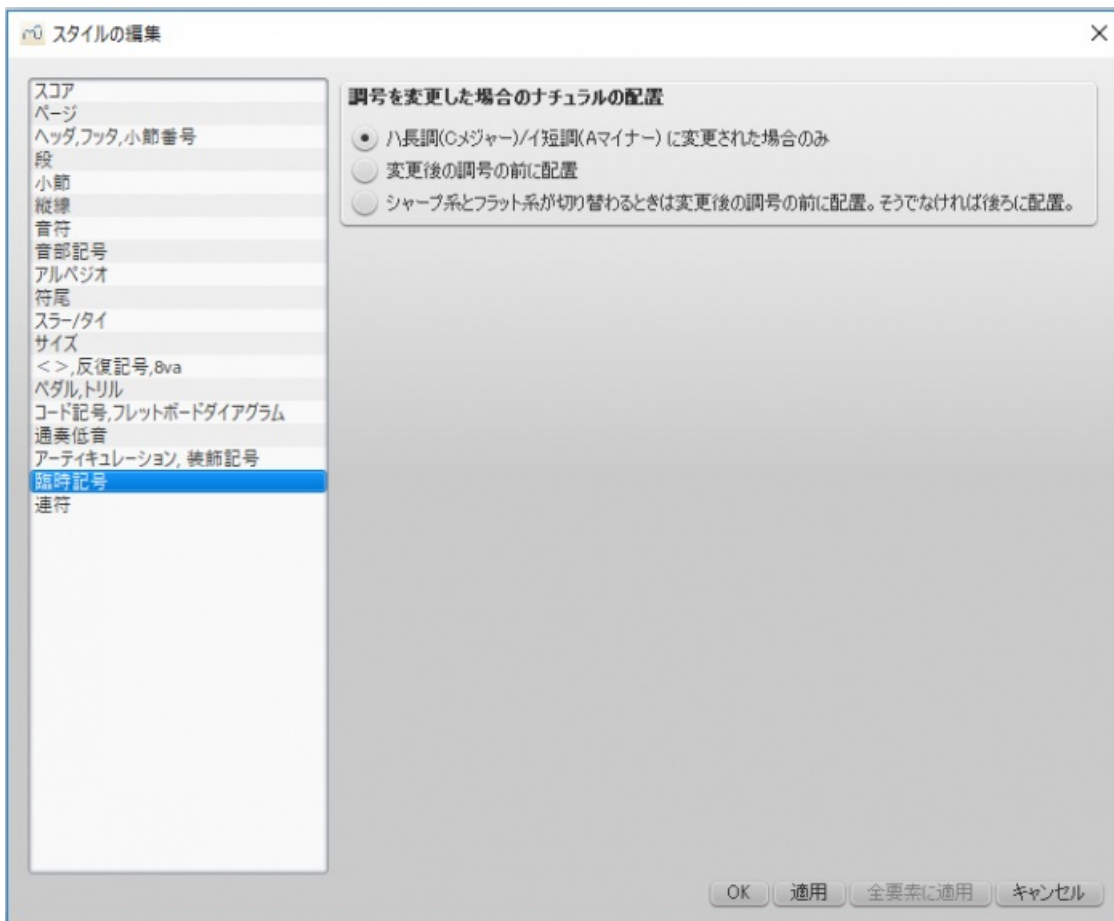 スタイルの編集
スコア
ページ
ヘッダ,フッタ,小節番号
段
小節
縦線
音符
音部記号
アルペジオ
符尾
スラー/タイ
サイズ
< >,反復記号,8va
ペダル,トリル
コード記号,フレットボードダイアグラム
通奏低音
アーティキュレーション, 装飾記号
臨時記号
連符
調号を変更した場合のナチュラルの配置
ハ長調(Cメジャー)/イ短調(Aマイナー) に変更された場合のみ
変更後の調号の前に配置
シャープ系とフラット系が切り替わるときは変更後の調号の前に配置。そうでなければ後ろに配置。
OK 適用 全要素に適用 キャンセル